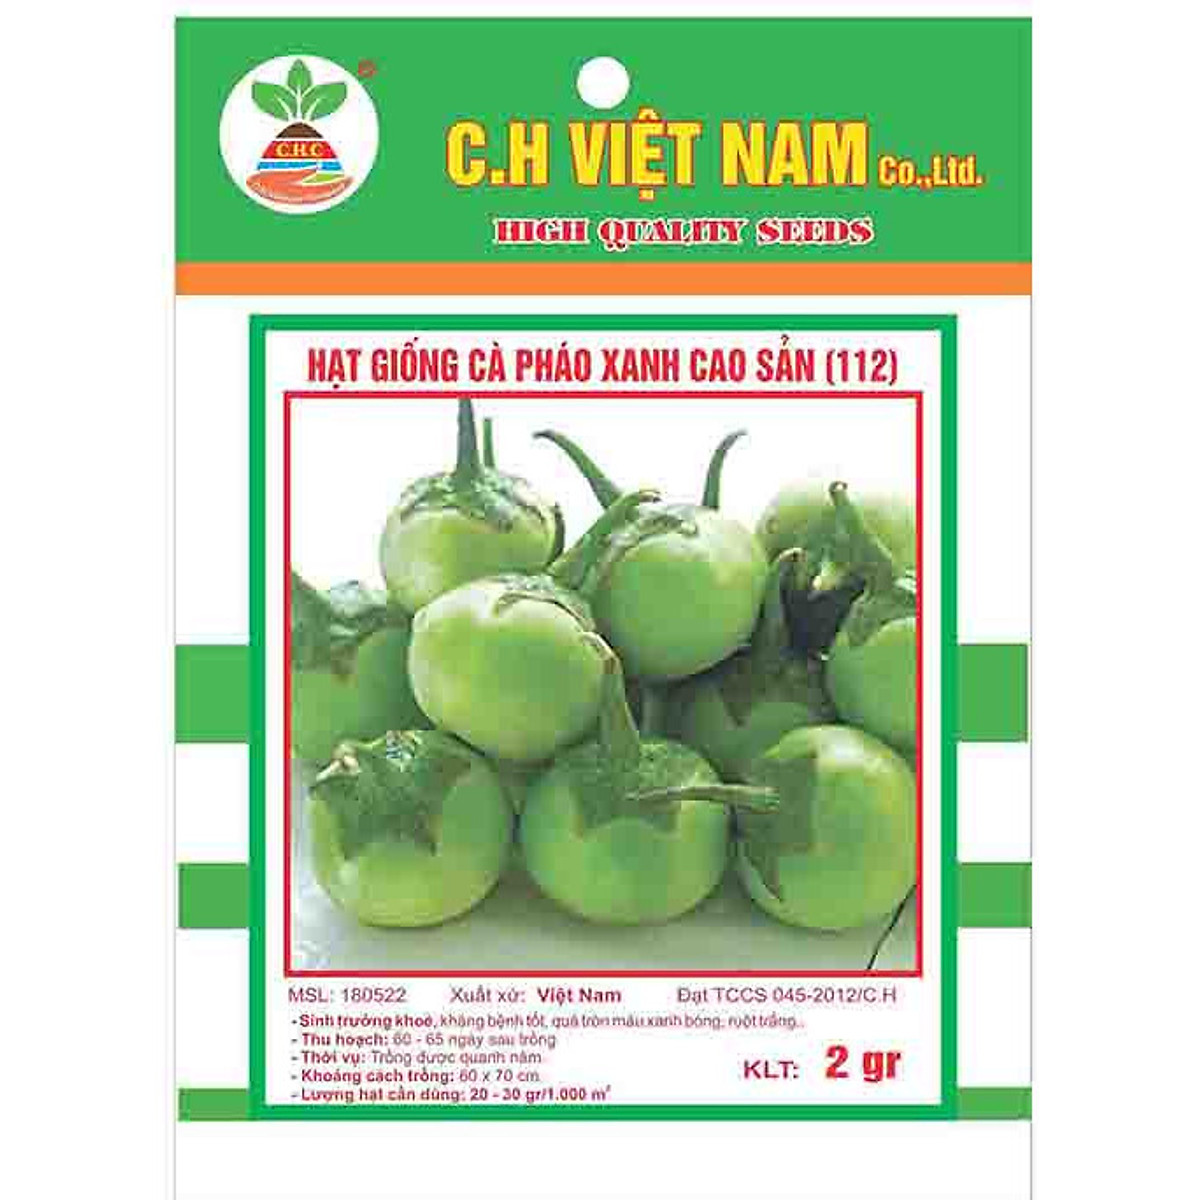 C.H.C
®
C.H VIỆT NAM Co.,Ltd.
HIGH QUALITY SEEDS
HẠT GIỐNG CÀ PHÁO XANH CAO SẢN (112)
MSL: 180522 Xuất xứ: Việt Nam Đạt TCCS 045-2012/C.H
- Sinh trưởng khoẻ, kháng bệnh tốt, quả tròn màu xanh bóng, ruột trắng..
- Thu hoạch: 60 - 65 ngày sau trồng
- Thời vụ: Trồng được quanh năm
- Khoảng cách trồng: 60 x 70 cm
- Lượng hạt cần dùng: 20 - 30 gr/1.000 m²
KLT: 2 gr